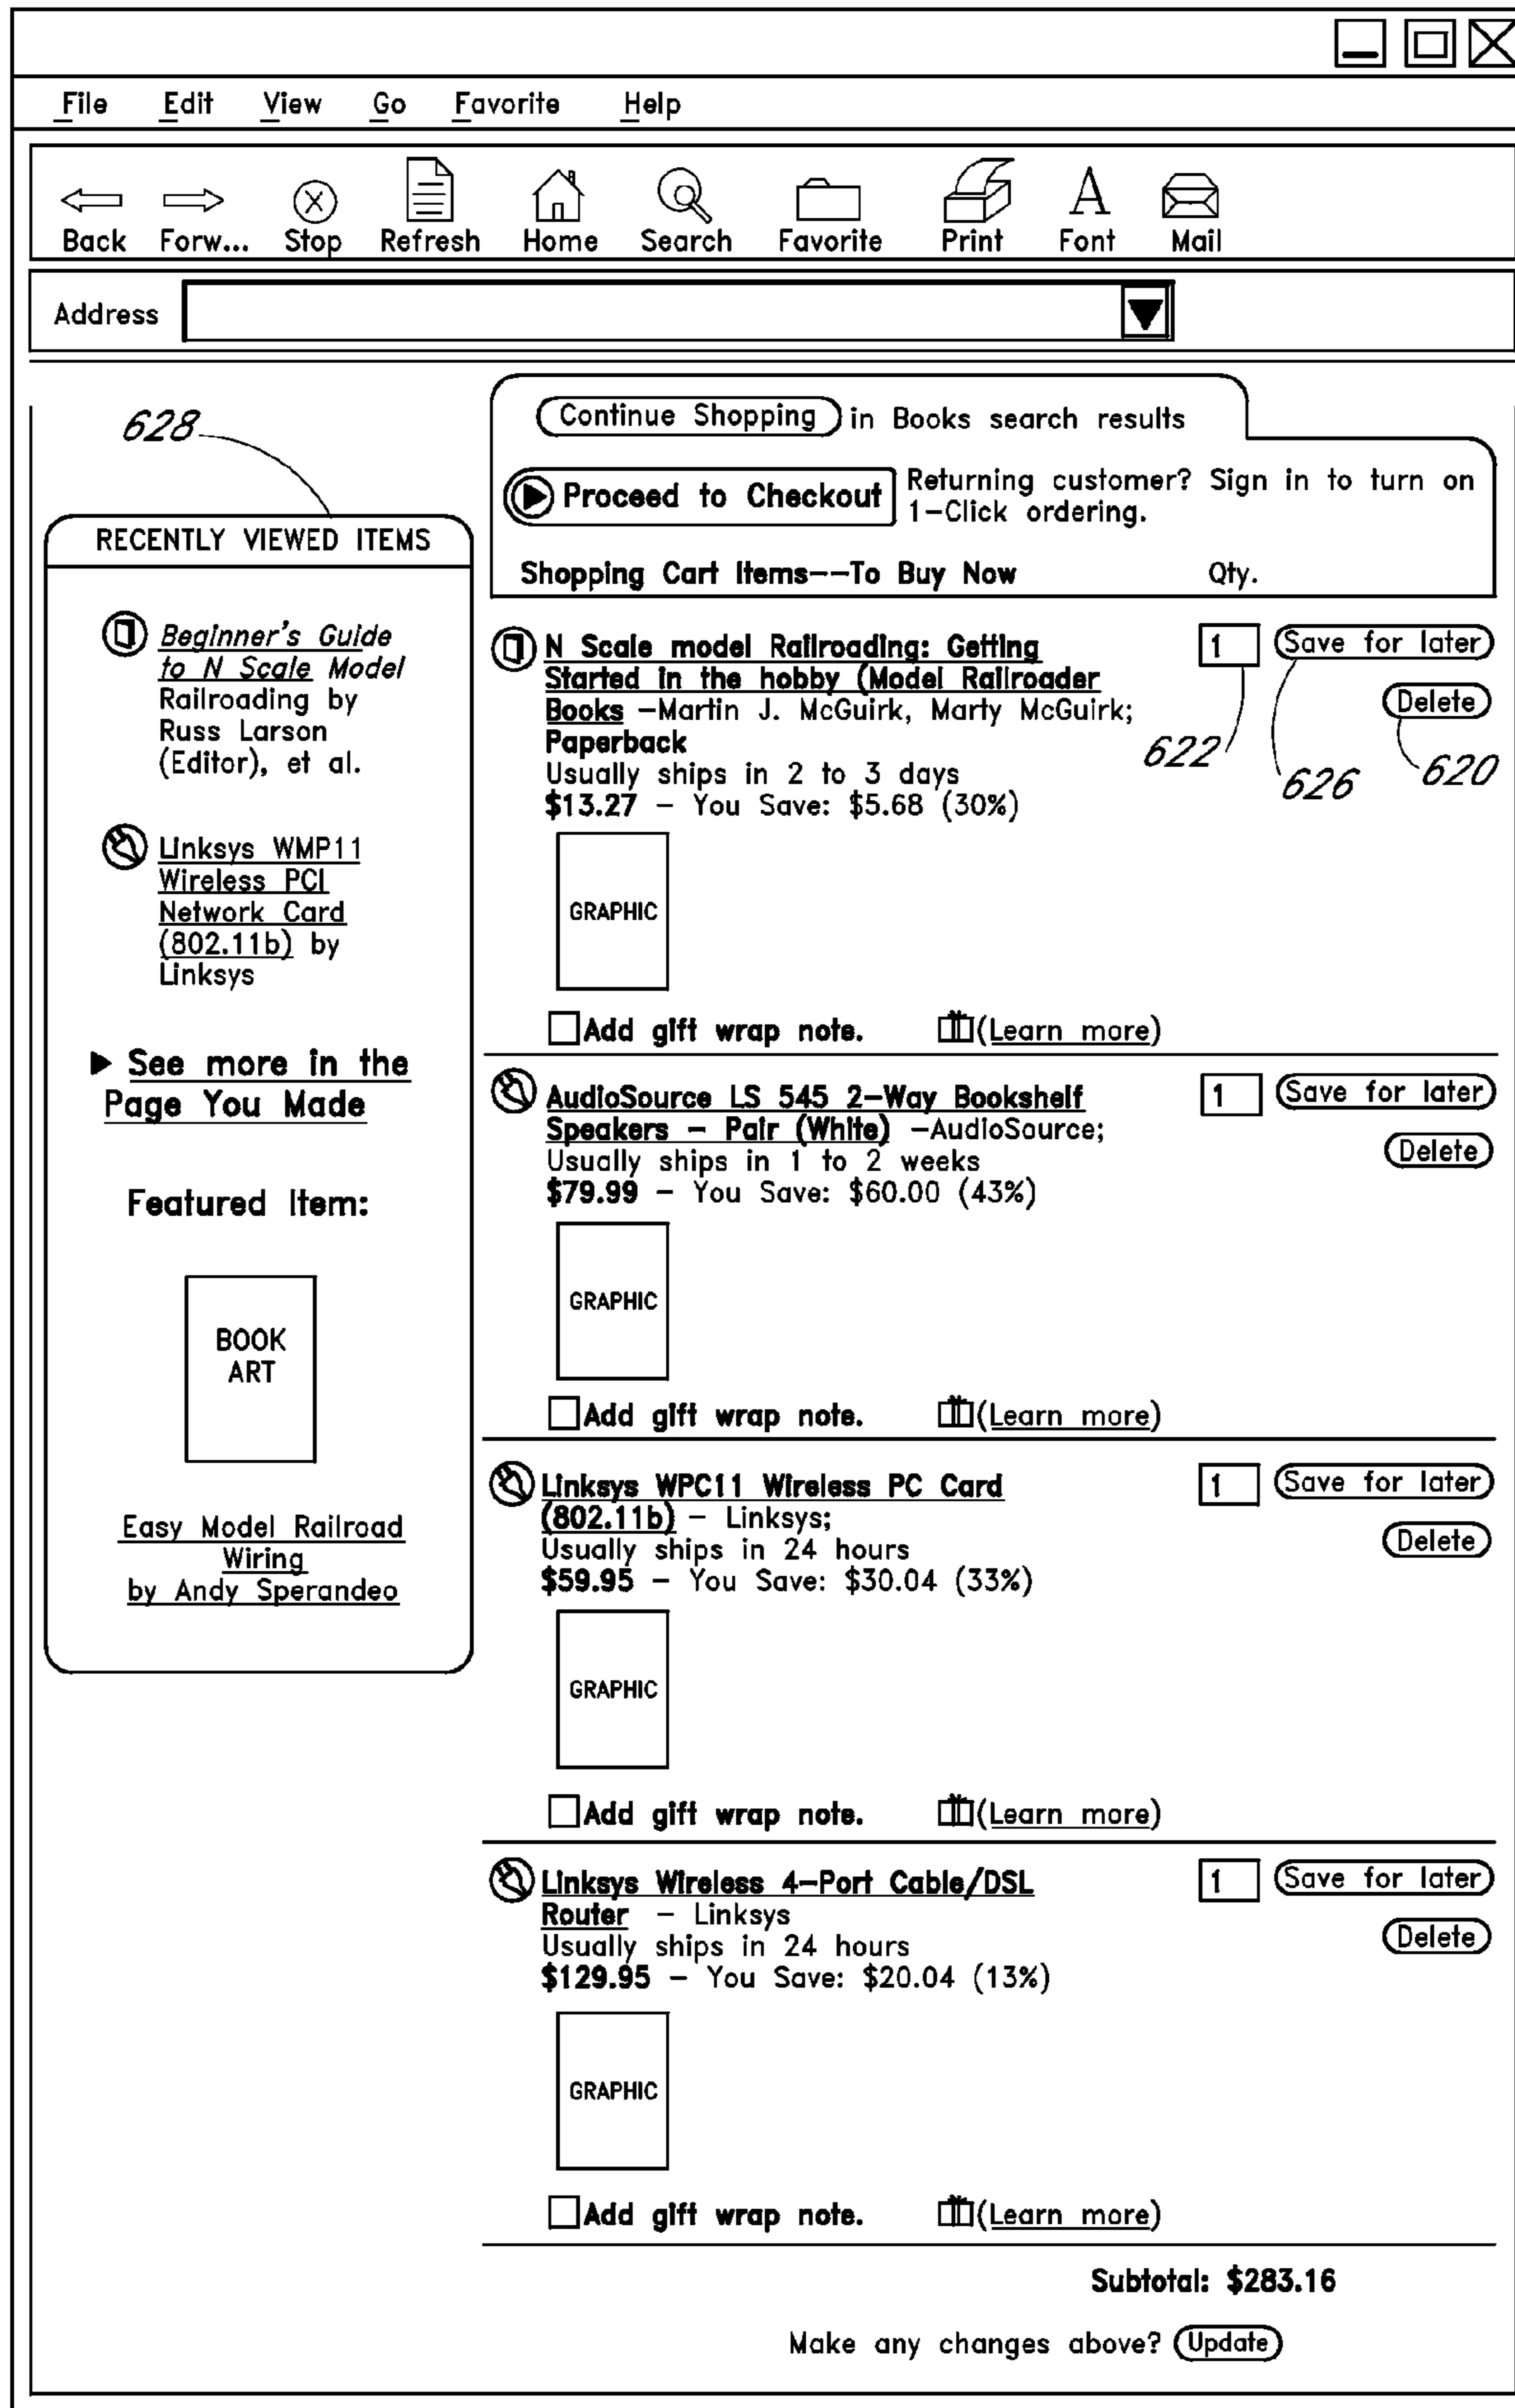 File Edit View Go Favorite Help
Back Forw... Stop Refresh Home Search Favorite Print Font Mail
Address
628
RECENTLY VIEWED ITEMS
Beginner's Guide
to N Scale Model
Railroading by
Russ Larson
(Editor), et al.
Linksys WMP11
Wireless PCI
Network Card
(802.11b) by
Linksys
See more in the
Page You Made
Featured Item:
BOOK
ART
Easy Model Railroad
Wiring
by Andy Sperandeo
Continue Shopping in Books search results
Proceed to Checkout
Returning customer? Sign in to turn on
1-Click ordering.
Shopping Cart Items--To Buy Now Qty.
N Scale model Railroading: Getting
Started in the hobby (Model Railroader
Books -Martin J. McGuirk, Marty McGuirk;
Paperback
Usually ships in 2 to 3 days
$13.27 - You Save: $5.68 (30%)
1 Save for later
Delete
622 626 620
GRAPHIC
Add gift wrap note. (Learn more)
AudioSource LS 545 2-Way Bookshelf
Speakers - Pair (White) -AudioSource;
Usually ships in 1 to 2 weeks
$79.99 - You Save: $60.00 (43%)
1 Save for later
Delete
GRAPHIC
Add gift wrap note. (Learn more)
Linksys WPC11 Wireless PC Card
(802.11b) - Linksys;
Usually ships in 24 hours
$59.95 - You Save: $30.04 (33%)
1 Save for later
Delete
GRAPHIC
Add gift wrap note. (Learn more)
Linksys Wireless 4-Port Cable/DSL
Router - Linksys
Usually ships in 24 hours
$129.95 - You Save: $20.04 (13%)
1 Save for later
Delete
GRAPHIC
Add gift wrap note. (Learn more)
Subtotal: $283.16
Make any changes above? Update